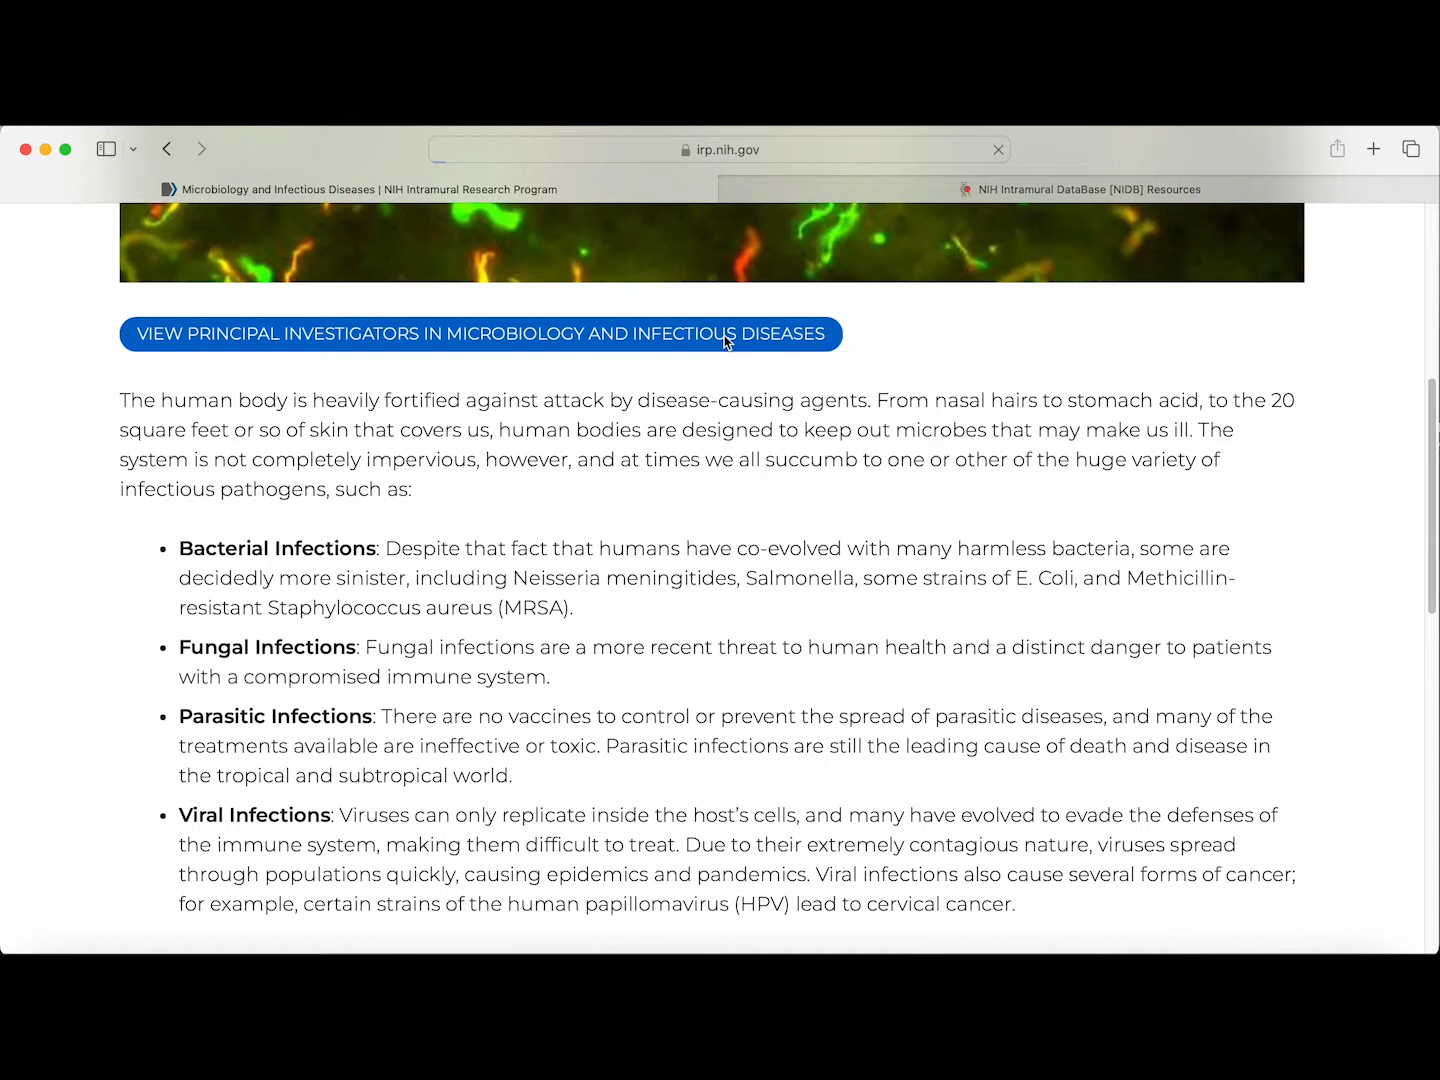 irp.nih.gov
Microbiology and Infectious Diseases | NIH Intramural Research Program
NIH Intramural DataBase [NIDB] Resources
VIEW PRINCIPAL INVESTIGATORS IN MICROBIOLOGY AND INFECTIOUS DISEASES
The human body is heavily fortified against attack by disease-causing agents. From nasal hairs to stomach acid, to the 20
square feet or so of skin that covers us, human bodies are designed to keep out microbes that may make us ill. The
system is not completely impervious, however, and at times we all succumb to one or other of the huge variety of
infectious pathogens, such as:
• Bacterial Infections: Despite that fact that humans have co-evolved with many harmless bacteria, some are
decidedly more sinister, including Neisseria meningitides, Salmonella, some strains of E. Coli, and Methicillin-
resistant Staphylococcus aureus (MRSA).
• Fungal Infections: Fungal infections are a more recent threat to human health and a distinct danger to patients
with a compromised immune system.
• Parasitic Infections: There are no vaccines to control or prevent the spread of parasitic diseases, and many of the
treatments available are ineffective or toxic. Parasitic infections are still the leading cause of death and disease in
the tropical and subtropical world.
• Viral Infections: Viruses can only replicate inside the host’s cells, and many have evolved to evade the defenses of
the immune system, making them difficult to treat. Due to their extremely contagious nature, viruses spread
through populations quickly, causing epidemics and pandemics. Viral infections also cause several forms of cancer;
for example, certain strains of the human papillomavirus (HPV) lead to cervical cancer.